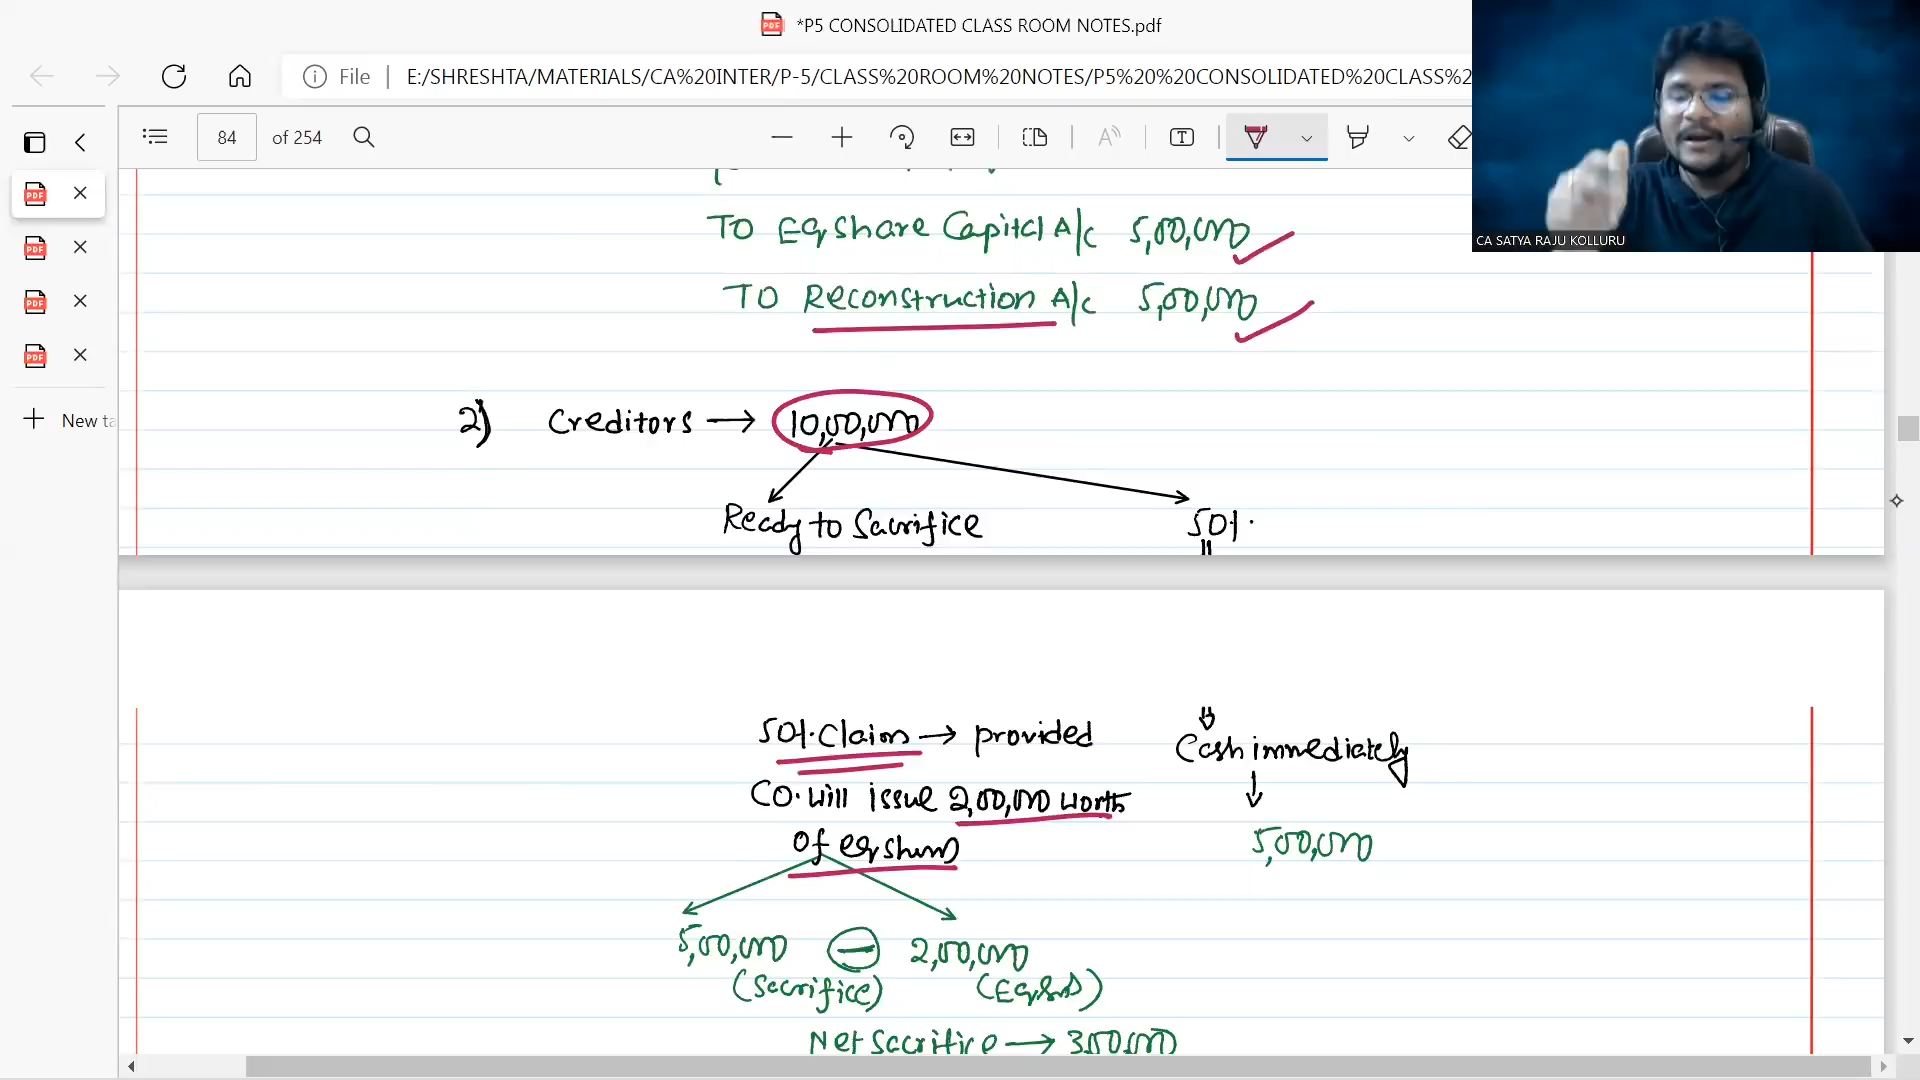 *P5 CONSOLIDATED CLASS ROOM NOTES.pdf
File | E:/SHRESHTA/MATERIALS/CA%20INTER/P-5/CLASS%20ROOM%20NOTES/P5%20%20CONSOLIDATED%20CLASS%2
84 of 254
CA SATYA RAJU KOLLURU
New ta
TO Eq share Capital A/c 5,00,000
TO Reconstruction A/c 5,00,000
2) Creditors → 10,00,000
Ready to Sacrifice 50%.
50%. Claim → provided
Cash immediately
Co. will issue 2,00,000 worth
of eq shares
5,00,000
5,00,000 - 2,00,000
(Sacrifice) (Eq sh)
Net Sacrifice → 3,00,000